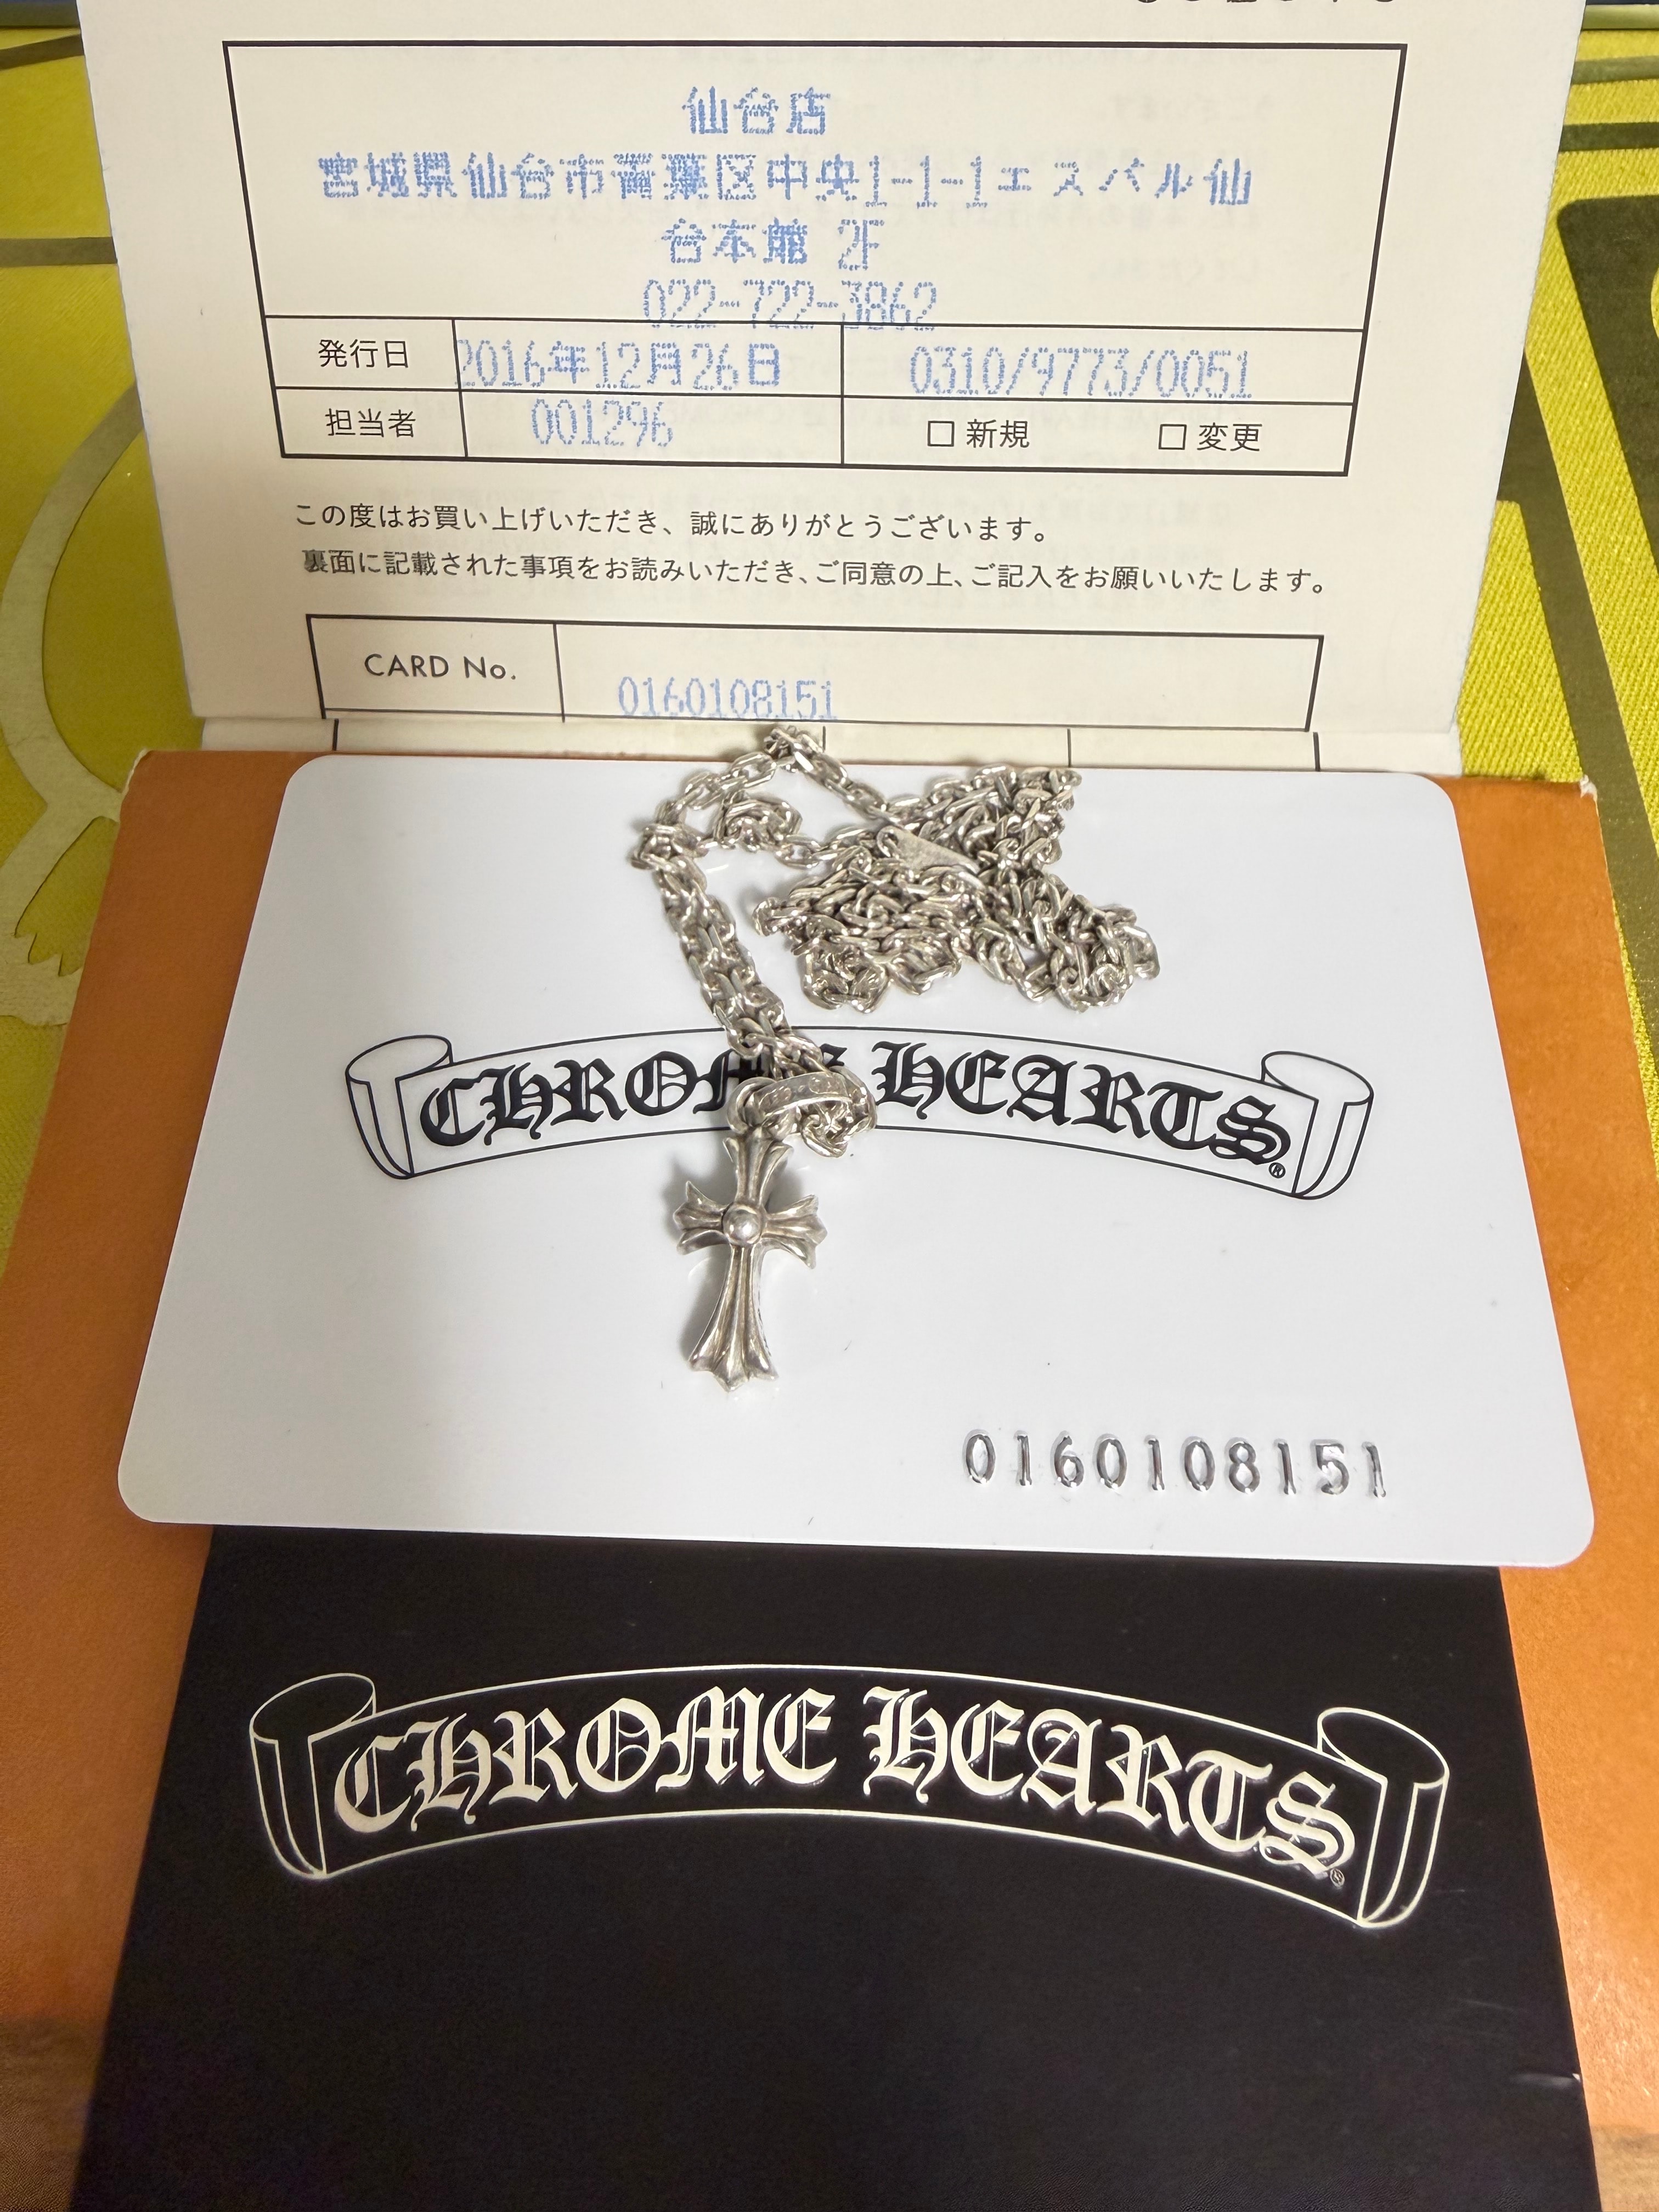 仙台店
宮城県仙台市青葉区中央1-1-1エスパル仙
台本館 2F
022-722-3862
発行日 2016年12月26日 0310/9773/0051
担当者 001296 □ 新規 □ 変更
この度はお買い上げいただき、誠にありがとうございます。
裏面に記載された事項をお読みいただき、ご同意の上、ご記入をお願いいたします。
CARD No. 0160108151
CHROME HEARTS®
0160108151
CHROME HEARTS®